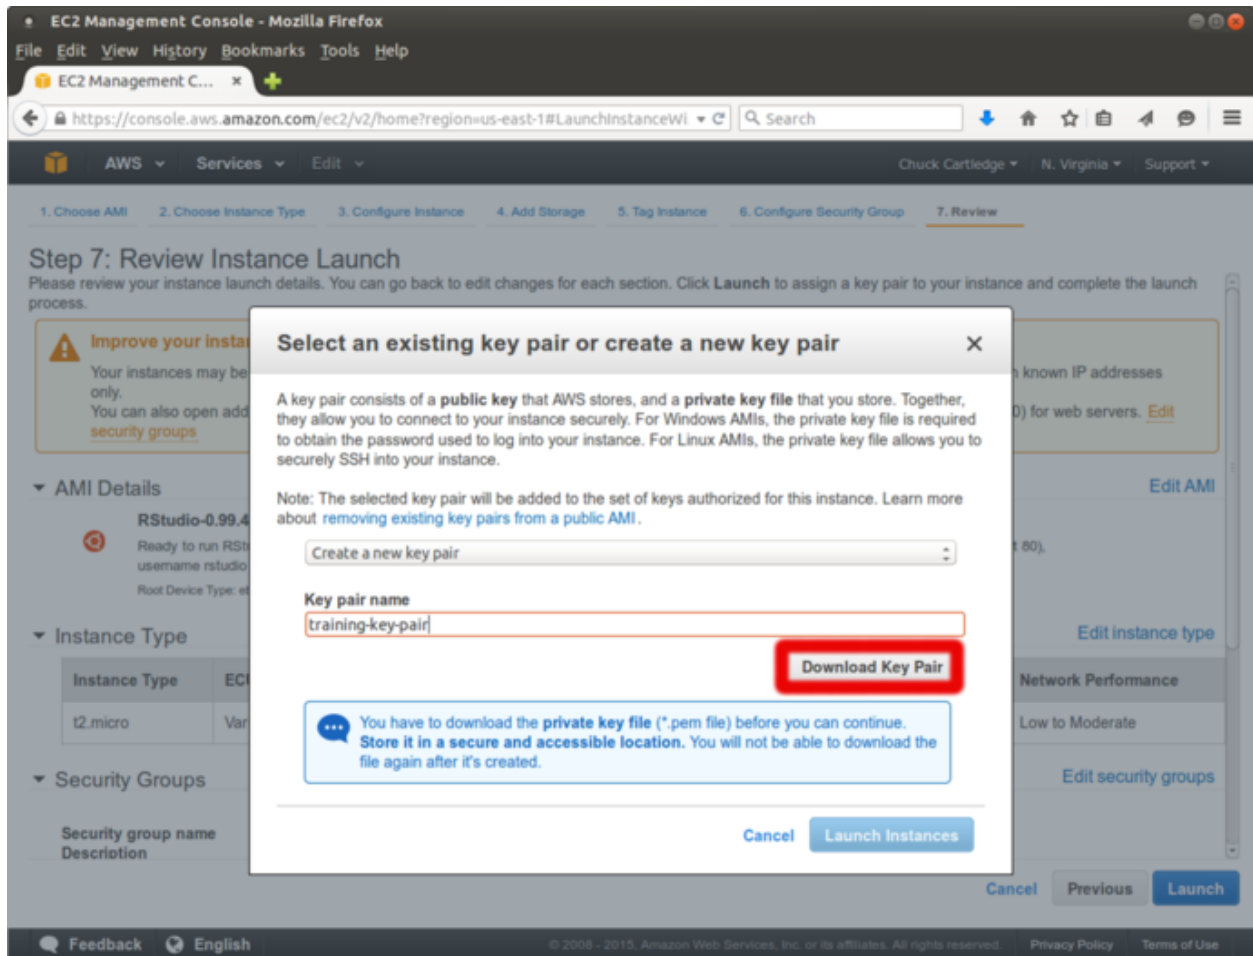 EC2 Management Console - Mozilla Firefox
File Edit View History Bookmarks Tools Help
EC2 Management C... ×
https://console.aws.amazon.com/ec2/v2/home?region=us-east-1#LaunchInstanceWi
Search
AWS Services Edit Chuck Cartledge N. Virginia Support
1. Choose AMI 2. Choose Instance Type 3. Configure Instance 4. Add Storage 5. Tag Instance 6. Configure Security Group 7. Review
Step 7: Review Instance Launch
Please review your instance launch details. You can go back to edit changes for each section. Click Launch to assign a key pair to your instance and complete the launch
process.
Improve your insta
Your instances may be
known IP addresses
only.
You can also open add
0) for web servers. Edit
security groups
Select an existing key pair or create a new key pair ×
A key pair consists of a public key that AWS stores, and a private key file that you store. Together,
they allow you to connect to your instance securely. For Windows AMIs, the private key file is required
to obtain the password used to log into your instance. For Linux AMIs, the private key file allows you to
securely SSH into your instance.
Note: The selected key pair will be added to the set of keys authorized for this instance. Learn more
about removing existing key pairs from a public AMI.
Create a new key pair
Key pair name
training-key-pair
Download Key Pair
You have to download the private key file (*.pem file) before you can continue.
Store it in a secure and accessible location. You will not be able to download the
file again after it's created.
Cancel Launch Instances
AMI Details Edit AMI
RStudio-0.99.4
Ready to run RStu
t 80),
username rstudio
Root Device Type: eb
Instance Type Edit instance type
Instance Type ECU Network Performance
t2.micro Var Low to Moderate
Security Groups Edit security groups
Security group name
Description
Cancel Previous Launch
Feedback English © 2008 - 2015, Amazon Web Services, Inc. or its affiliates. All rights reserved. Privacy Policy Terms of Use